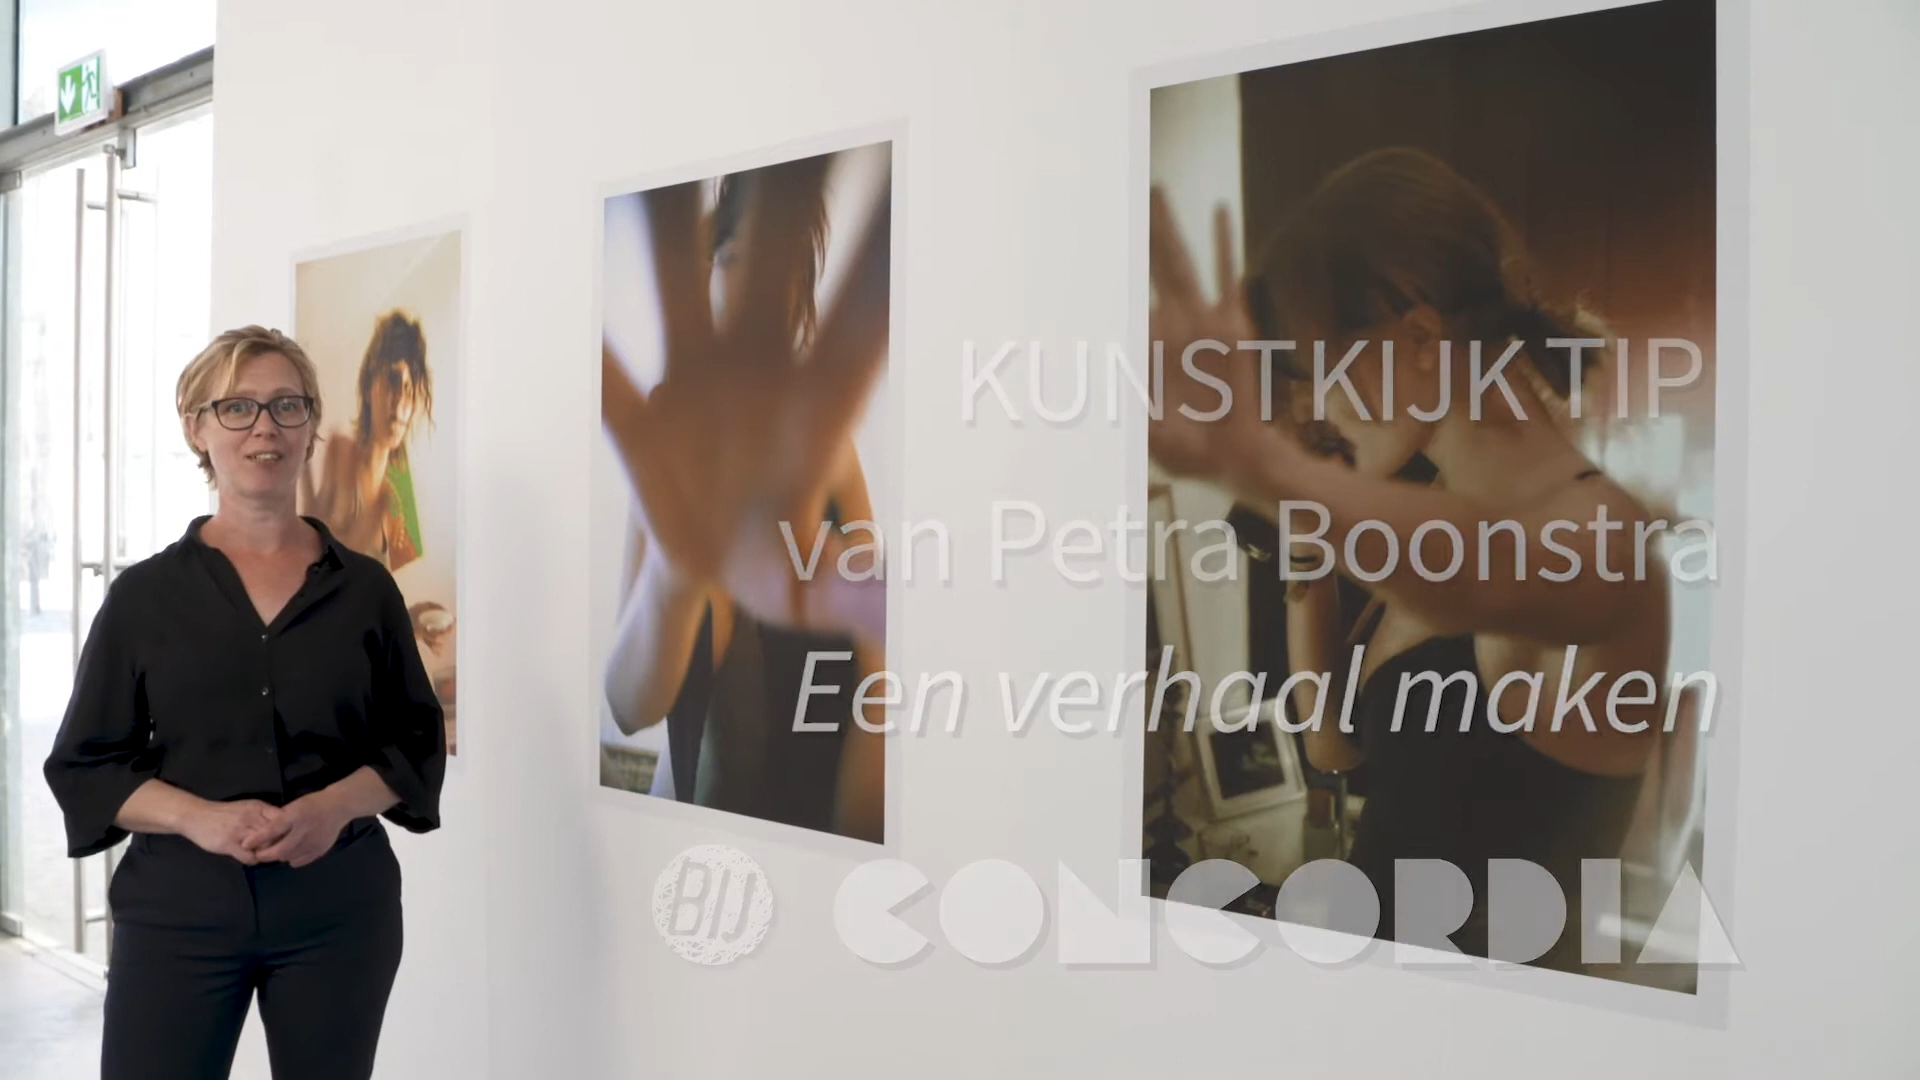 KUNSTKIJKTIP
van Petra Boonstra
Een verhaal maken
BIJ CONCORDIA